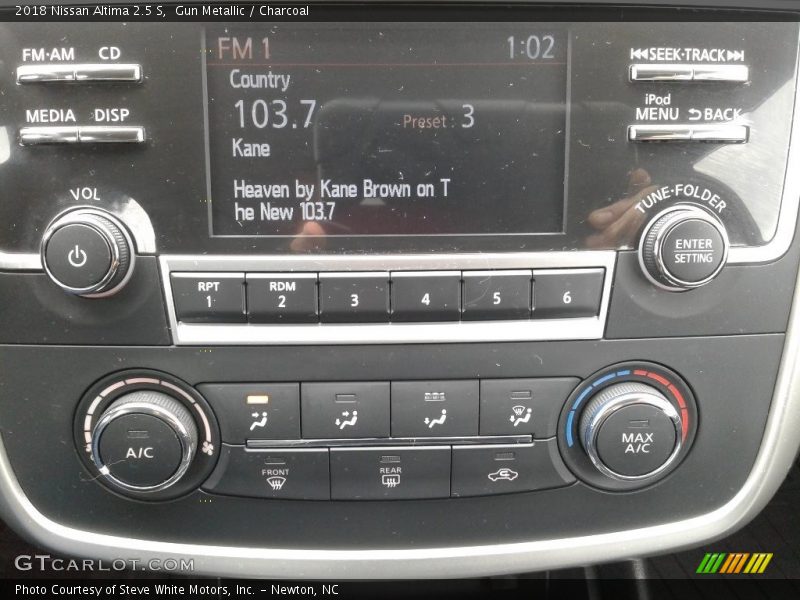 2018 Nissan Altima 2.5 S,  Gun Metallic / Charcoal
FM·AM CD
FM 1 1:02
SEEK·TRACK
Country
MEDIA DISP
103.7 Preset : 3
iPod
MENU BACK
Kane
Heaven by Kane Brown on T
he New 103.7
VOL
TUNE·FOLDER
ENTER
SETTING
RPT
1
RDM
2
3
4
5
6
A/C
MAX
A/C
FRONT
REAR
GTCARLOT.COM
Photo Courtesy of Steve White Motors, Inc. – Newton, NC